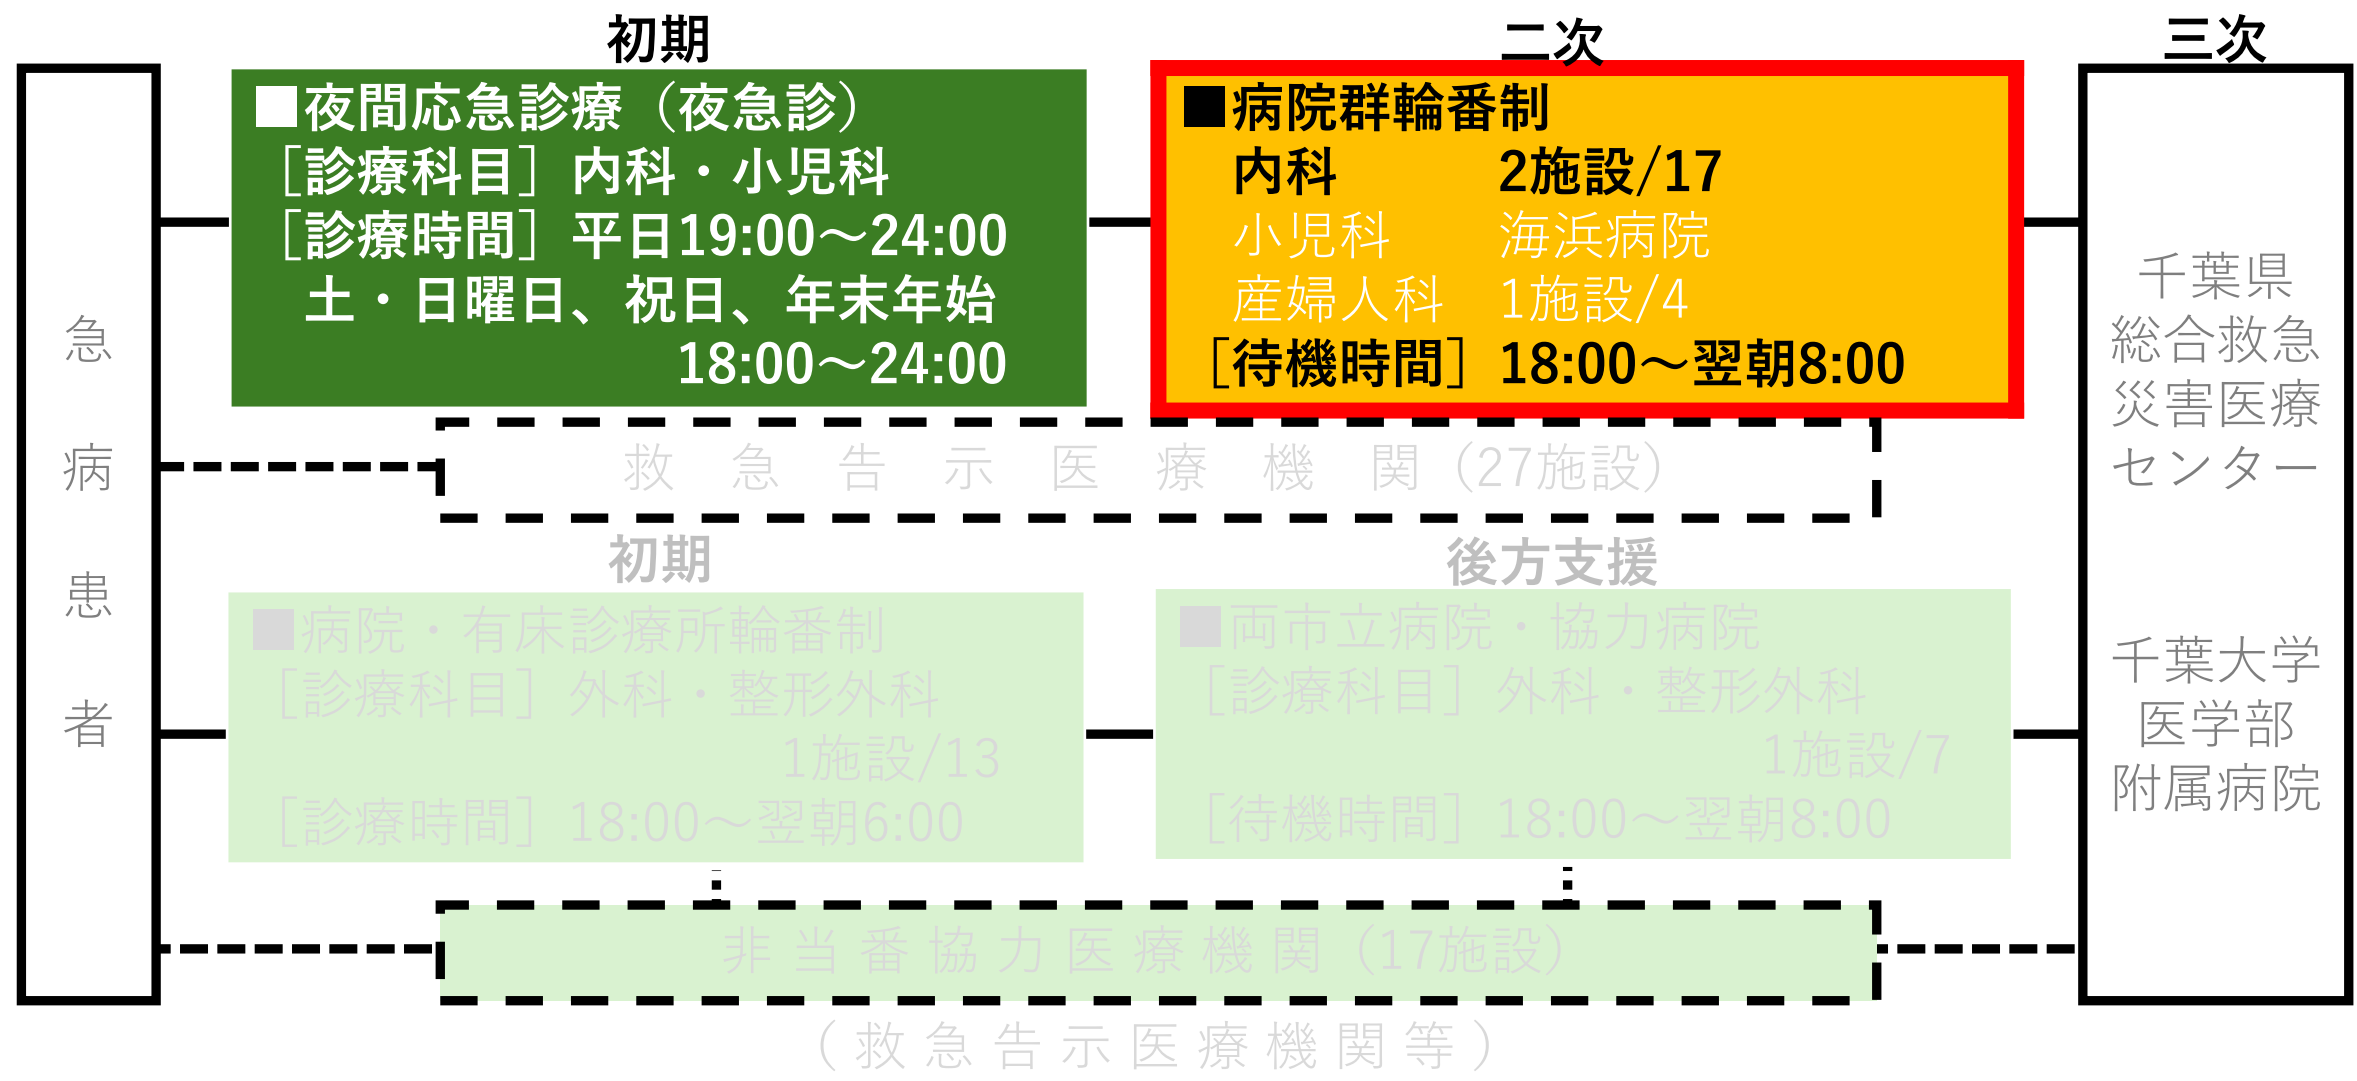 初期
二次
三次
急
病
患
者
■夜間応急診療（夜急診）
［診療科目］内科・小児科
［診療時間］平日19:00～24:00
土・日曜日、祝日、年末年始
18:00～24:00
■病院群輪番制
内科 2施設/17
小児科 海浜病院
産婦人科 1施設/4
［待機時間］18:00～翌朝8:00
千葉県
総合救急
災害医療
センター
千葉大学
医学部
附属病院
救急告示医療機関（27施設）
初期
後方支援
■病院・有床診療所輪番制
［診療科目］外科・整形外科
1施設/13
［診療時間］18:00～翌朝6:00
■両市立病院・協力病院
［診療科目］外科・整形外科
1施設/7
［待機時間］18:00～翌朝8:00
非当番協力医療機関（17施設）
（救急告示医療機関等）